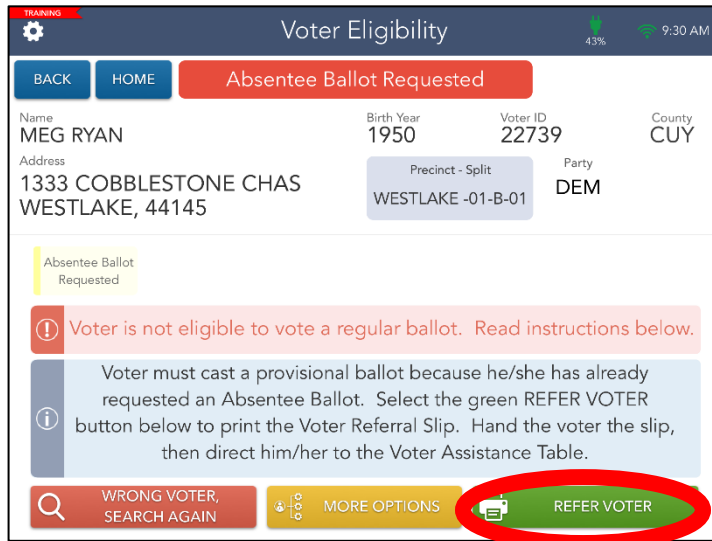 TRAINING
Voter Eligibility
43%
9:30 AM
BACK
HOME
Absentee Ballot Requested
Name
MEG RYAN
Birth Year
1950
Voter ID
22739
County
CUY
Address
1333 COBBLESTONE CHAS
WESTLAKE, 44145
Precinct - Split
WESTLAKE -01-B-01
Party
DEM
Absentee Ballot
Requested
Voter is not eligible to vote a regular ballot. Read instructions below.
Voter must cast a provisional ballot because he/she has already
requested an Absentee Ballot. Select the green REFER VOTER
button below to print the Voter Referral Slip. Hand the voter the slip,
then direct him/her to the Voter Assistance Table.
WRONG VOTER,
SEARCH AGAIN
MORE OPTIONS
REFER VOTER